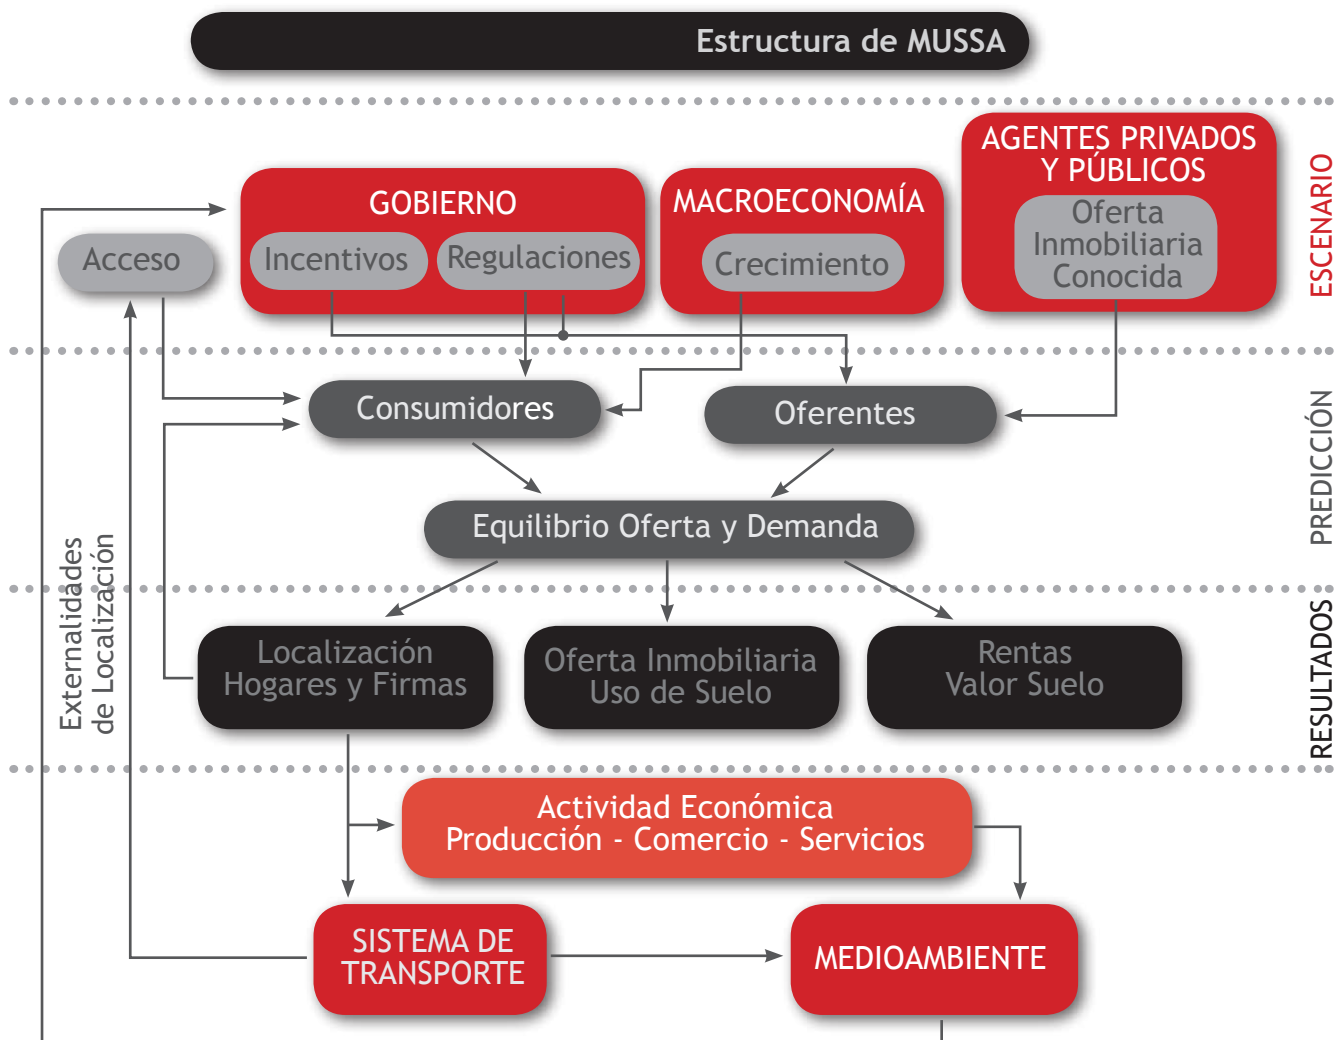 Estructura de MUSSA
AGENTES PRIVADOS
Y PÚBLICOS
Oferta
Inmobiliaria
Conocida
MACROECONOMÍA
Crecimiento
GOBIERNO
Incentivos
Regulaciones
Acceso
ESCENARIO
Consumidores
Oferentes
Equilibrio Oferta y Demanda
PREDICCIÓN
Externalidades
de Localización
Localización
Hogares y Firmas
Oferta Inmobiliaria
Uso de Suelo
Rentas
Valor Suelo
RESULTADOS
Actividad Económica
Producción - Comercio - Servicios
SISTEMA DE
TRANSPORTE
MEDIOAMBIENTE